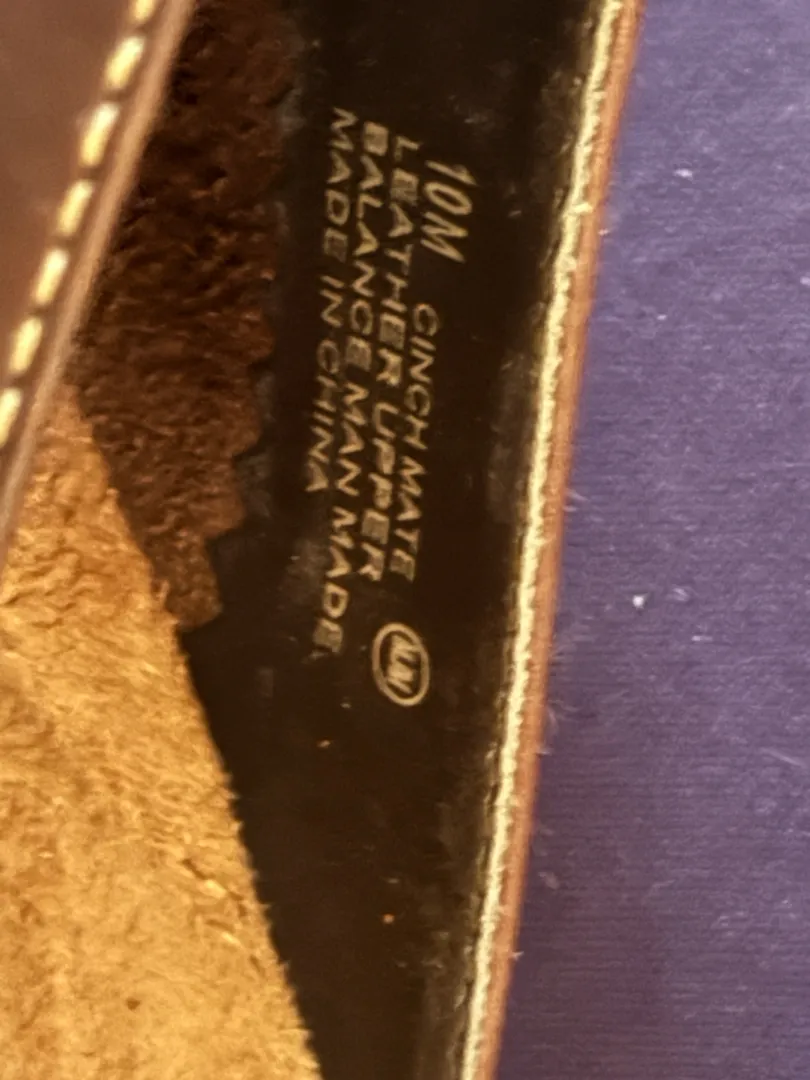 10M CINCH MATE
LEATHER UPPER
BALANCE MAN MADE
MADE IN CHINA